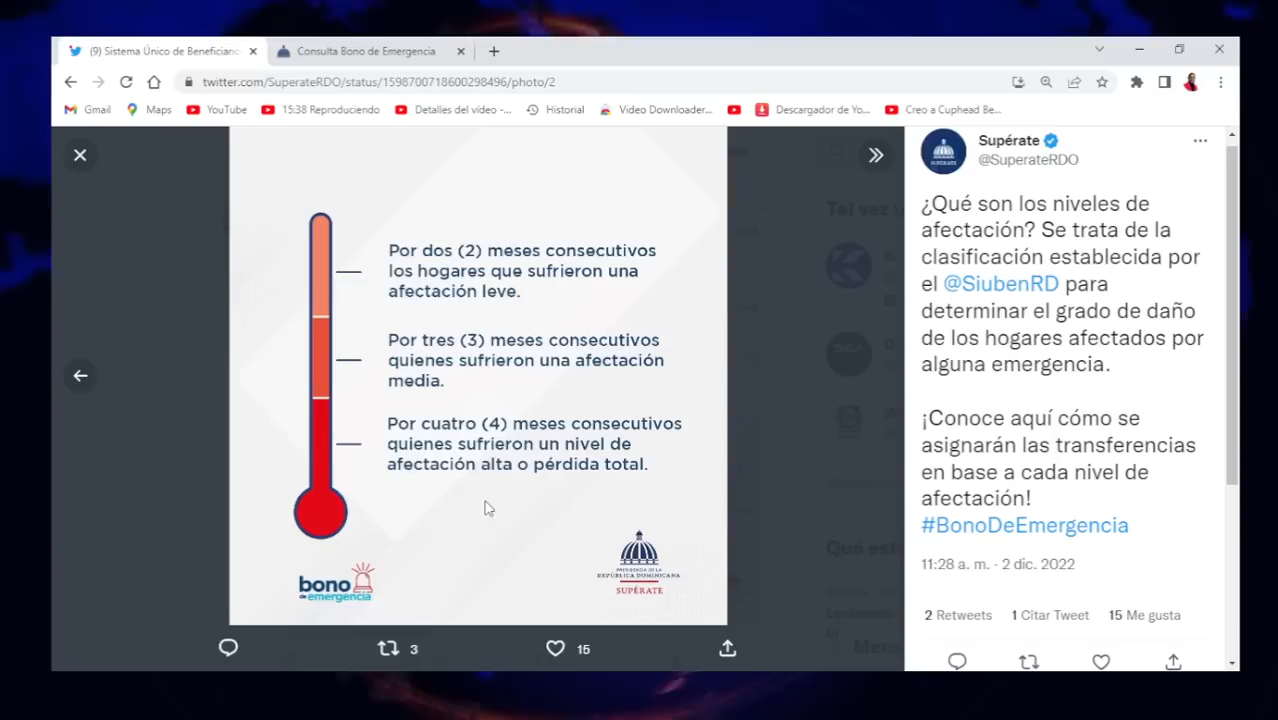 (9) Sistema Único de Beneficiano
Consulta Bono de Emergencia
twitter.com/SuperateRDO/status/1598700718600298496/photo/2
Gmail
Maps
YouTube
15:38 Reproduciendo
Detalles del vídeo -...
Historial
Video Downloader...
Descargador de Yo...
Creo a Cuphead Be...
Por dos (2) meses consecutivos
los hogares que sufrieron una
afectación leve.
Por tres (3) meses consecutivos
quienes sufrieron una afectación
media.
Por cuatro (4) meses consecutivos
quienes sufrieron un nivel de
afectación alta o pérdida total.
bono
de emergencia
PRESIDENCIA DE LA
REPÚBLICA DOMINICANA
SUPÉRATE
3
15
Tal vez
Supérate
@SuperateRDO
¿Qué son los niveles de
afectación? Se trata de la
clasificación establecida por
el @SiubenRD para
determinar el grado de daño
de los hogares afectados por
alguna emergencia.
¡Conoce aquí cómo se
asignarán las transferencias
en base a cada nivel de
afectación!
#BonoDeEmergencia
11:28 a. m. · 2 dic. 2022
2 Retweets
1 Citar Tweet
15 Me gusta